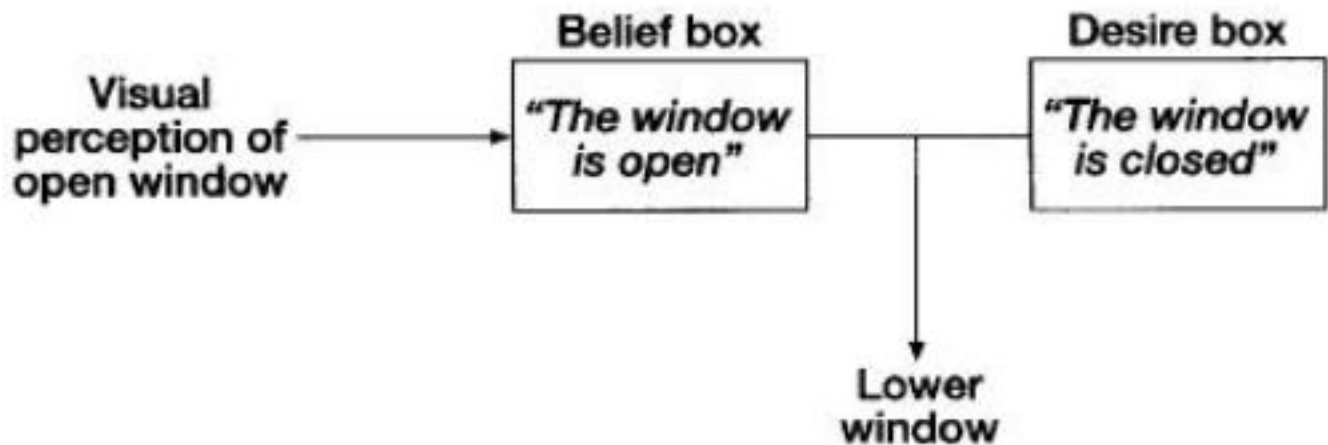 Belief box
Desire box
Visual
perception of
open window
“The window
is open”
“The window
is closed”
Lower
window